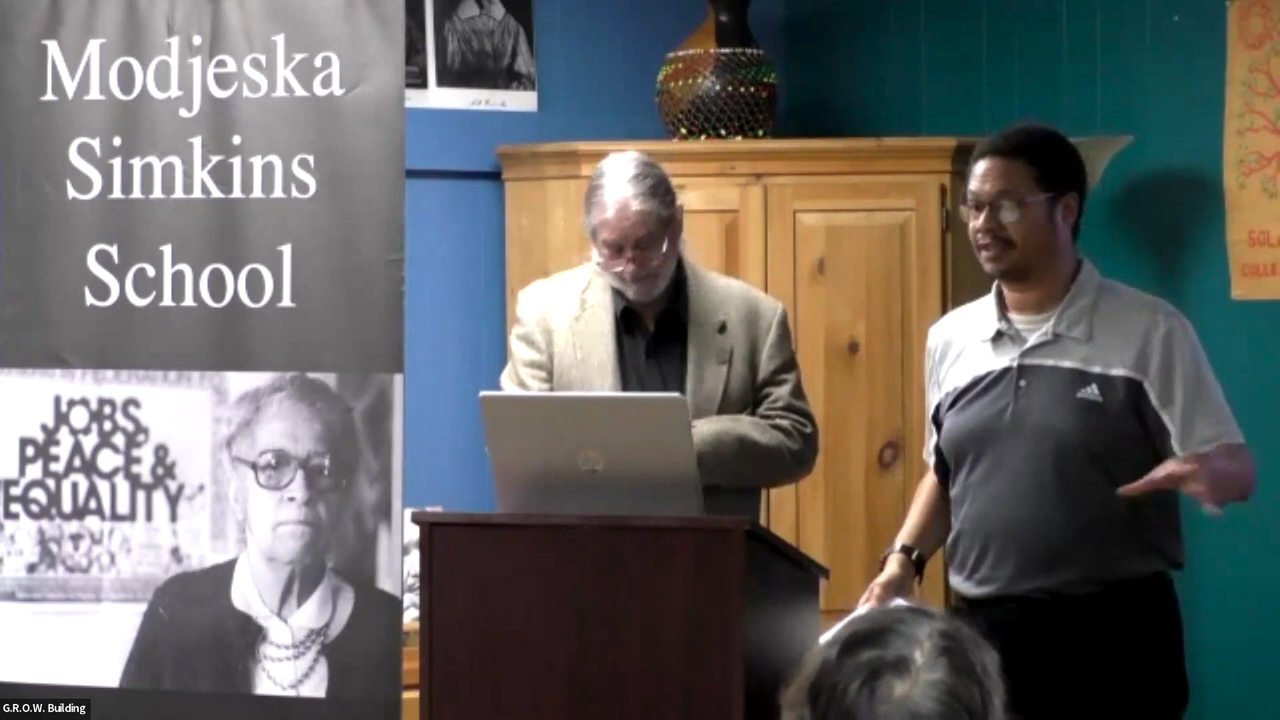 Modjeska
Simkins
School
JOBS,
PEACE &
EQUALITY
adidas
G.R.O.W. Building